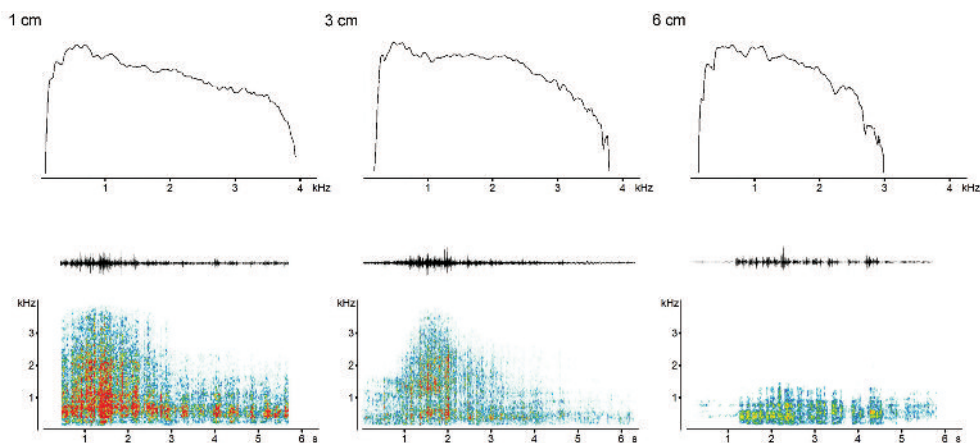 1 cm 3 cm 6 cm
1 2 3 4 kHz 1 2 3 4 kHz 1 2 3 4 kHz
kHz kHz kHz
3 3 3
2 2 2
1 1 1
1 2 3 4 5 6 s 1 2 3 4 5 6 s 1 2 3 4 5 6 s